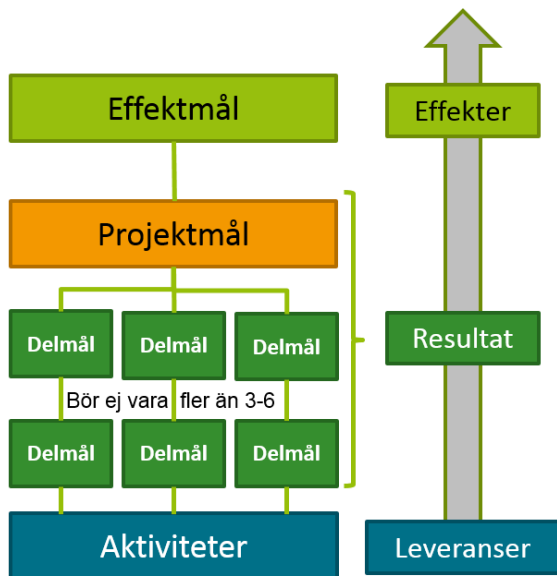 Effektmål
Effekter
Projektmål
Delmål
Delmål
Delmål
Resultat
Bör ej vara fler än 3-6
Delmål
Delmål
Delmål
Aktiviteter
Leveranser